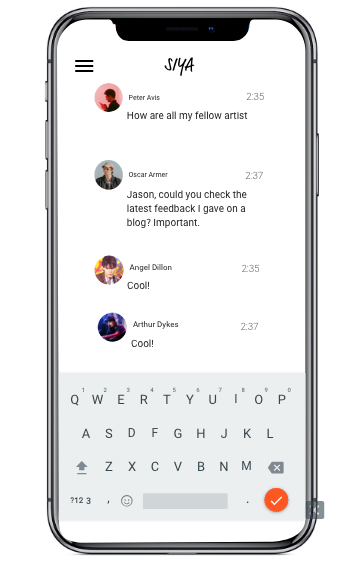 SIYA
Peter Avis 2:35
How are all my fellow artist
Oscar Armer 2:37
Jason, could you check the
latest feedback I gave on a
blog? Important.
Angel Dillon 2:35
Cool!
Arthur Dykes 2:37
Cool!
1 2 3 4 5 6 7 8 9 0
Q W E R T Y U I O P
A S D F G H J K L
Z X C V B N M
?12 3 , .